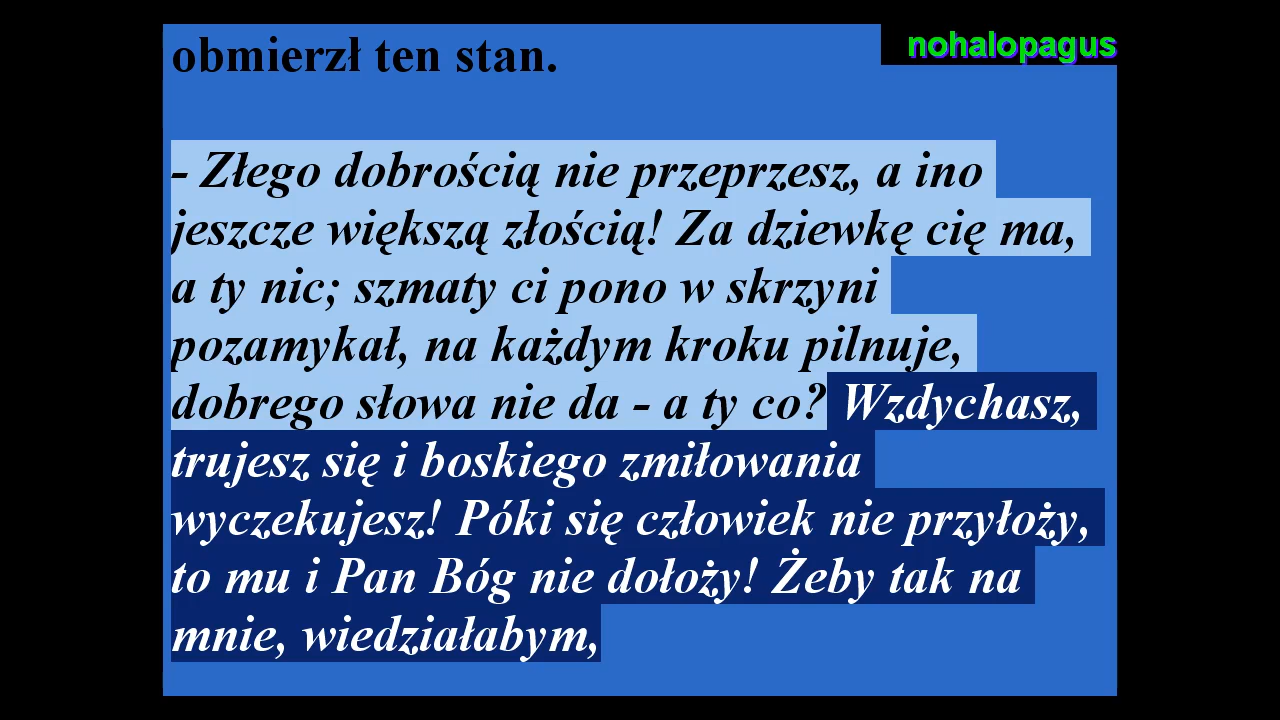 obmierzł ten stan.
nohalopagus
- Złego dobrością nie przeprzesz, a ino
jeszcze większą złością! Za dziewkę cię ma,
a ty nic; szmaty ci pono w skrzyni
pozamykał, na każdym kroku pilnuje,
dobrego słowa nie da - a ty co? Wzdychasz,
trujesz się i boskiego zmiłowania
wyczekujesz! Póki się człowiek nie przyłoży,
to mu i Pan Bóg nie dołoży! Żeby tak na
mnie, wiedziałabym,